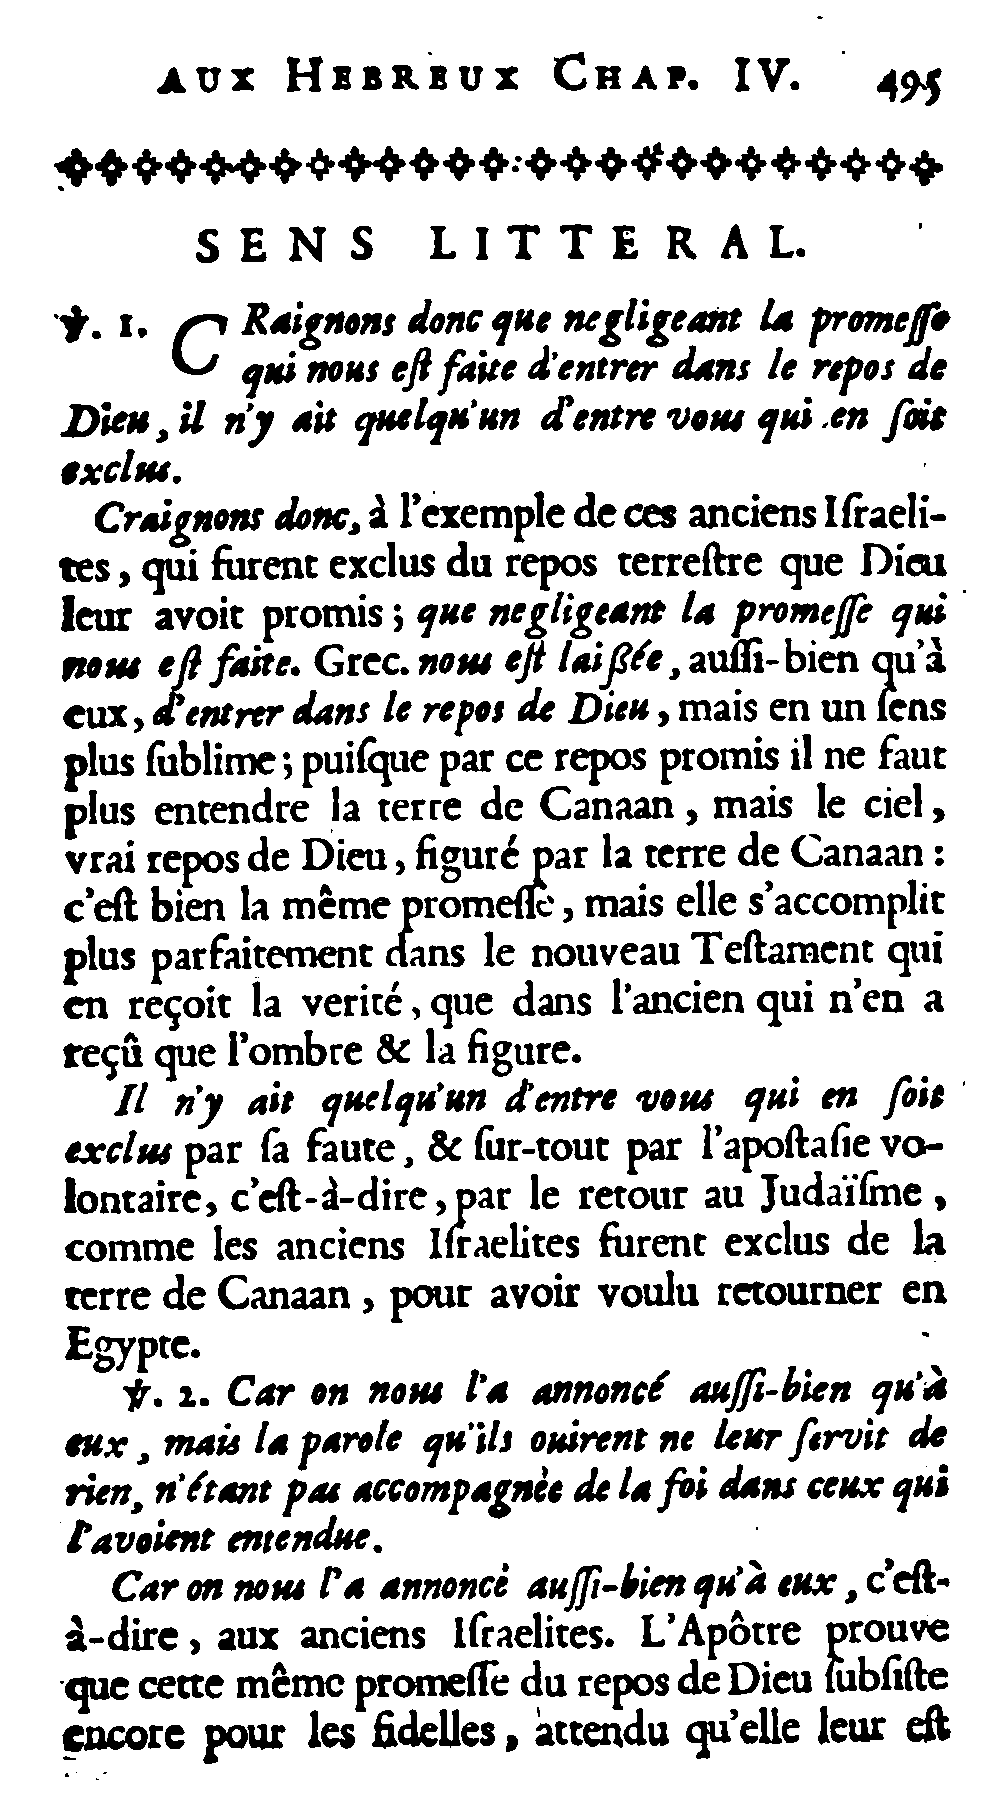 AUX HEBREUX CHAP. IV. 495
SENS LITTERAL.
℣. 1. CRaignons donc que negligeant la promeſſe
qui nous eſt faite d'entrer dans le repos de
Dieu, il n'y ait quelqu'un d'entre vous qui en ſoit
exclus.
Craignons donc, à l'exemple de ces anciens Iſraeli-
tes, qui furent exclus du repos terreſtre que Dieu
leur avoit promis; que negligeant la promeſſe qui
nous eſt faite. Grec. nous eſt laiſſée, auſſi-bien qu'à
eux, d'entrer dans le repos de Dieu, mais en un ſens
plus ſublime; puiſque par ce repos promis il ne faut
plus entendre la terre de Canaan, mais le ciel,
vrai repos de Dieu, figuré par la terre de Canaan:
c'eſt bien la même promeſſe, mais elle s'accomplit
plus parfaitement dans le nouveau Teſtament qui
en reçoit la verité, que dans l'ancien qui n'en a
reçû que l'ombre & la figure.
Il n'y ait quelqu'un d'entre vous qui en ſoit
exclus par ſa faute, & ſur-tout par l'apoſtaſie vo-
lontaire, c'eſt-à-dire, par le retour au Judaïſme,
comme les anciens Iſraelites furent exclus de la
terre de Canaan, pour avoir voulu retourner en
Egypte.
℣. 2. Car on nous l'a annoncé auſſi-bien qu'à
eux, mais la parole qu'ils ouirent ne leur ſervit de
rien, n'étant pas accompagnée de la foi dans ceux qui
l'avoient entendue.
Car on nous l'a annoncé auſſi-bien qu'à eux, c'eſt-
à-dire, aux anciens Iſraelites. L'Apôtre prouve
que cette même promeſſe du repos de Dieu ſubſiſte
encore pour les fidelles, attendu qu'elle leur eſt